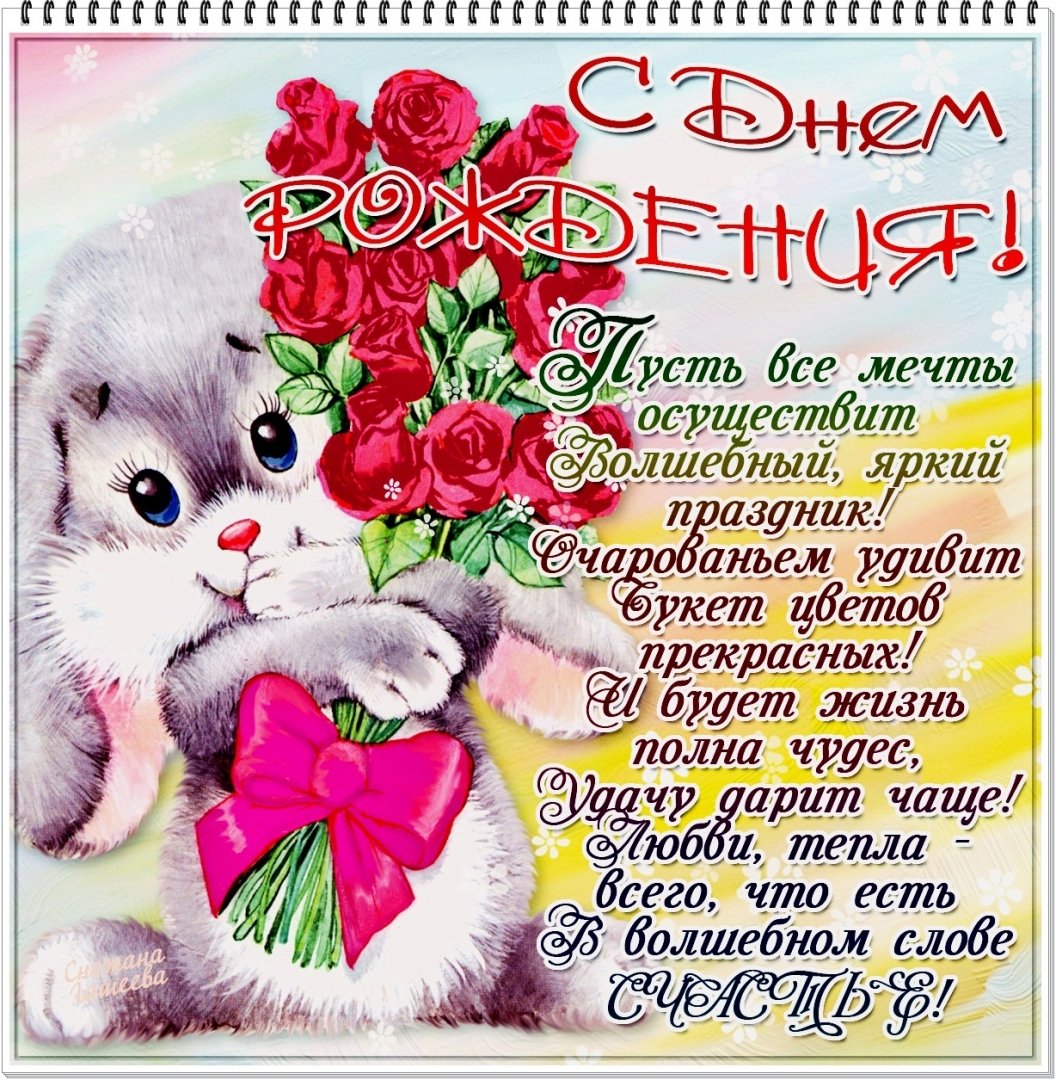 С Днем
РОЖДЕНИЯ!
Пусть все мечты
осуществит
Волшебный, яркий
праздник!
Очарованьем удивит
Букет цветов
прекрасных!
И будет жизнь
полна чудес,
Удачу дарит чаще!
Любви, тепла -
всего, что есть
В волшебном слове
СЧАСТЬЕ!